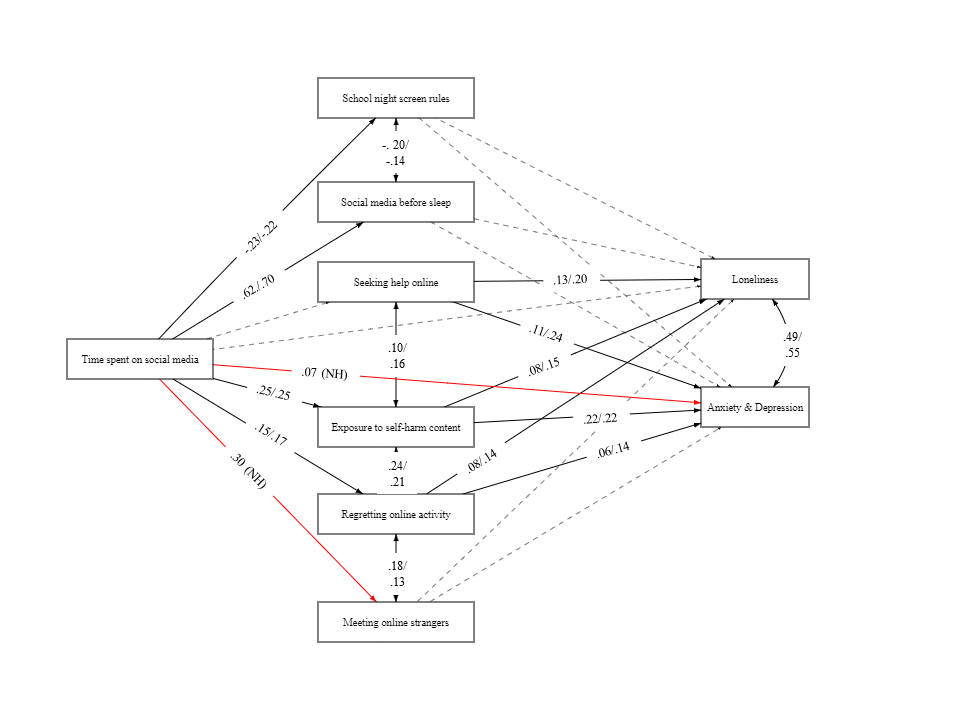 School night screen rules
-. 20/
-.14
Social media before sleep
-.23/-.22
.62./.70
Seeking help online
.13/.20
Loneliness
.11/.24
.49/
.55
.10/
.16
Time spent on social media
.07 (NH)
.08/.15
.25/.25
Anxiety & Depression
.22/.22
Exposure to self-harm content
.15/.17
.06/.14
.08/.14
.30 (NH)
.24/
.21
Regretting online activity
.18/
.13
Meeting online strangers